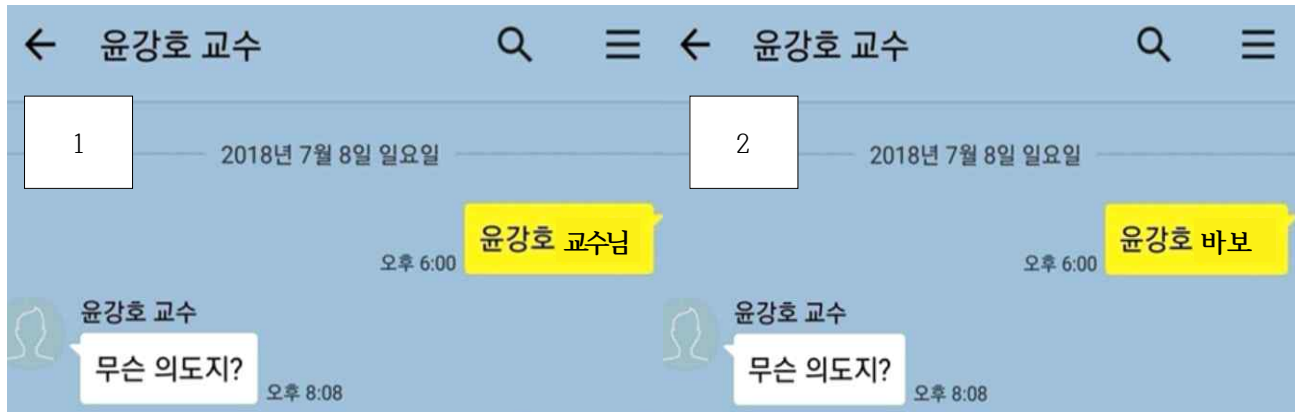 윤강호 교수
1
2018년 7월 8일 일요일
윤강호 교수님
오후 6:00
윤강호 교수
무슨 의도지?
오후 8:08
윤강호 교수
2
2018년 7월 8일 일요일
윤강호 바보
오후 6:00
윤강호 교수
무슨 의도지?
오후 8:08